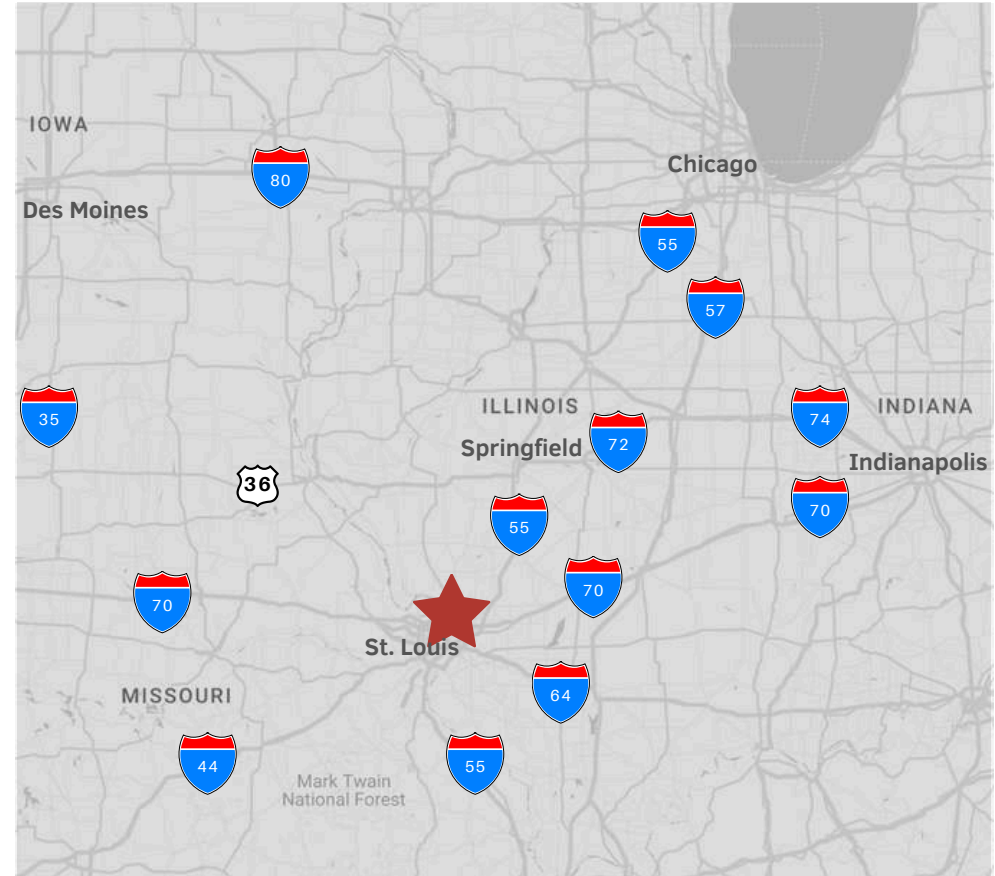 IOWA
Chicago
80
Des Moines
55
57
35
ILLINOIS
74
INDIANA
Springfield
72
Indianapolis
36
55
70
70
70
St. Louis
64
MISSOURI
44
55
Mark Twain
National Forest